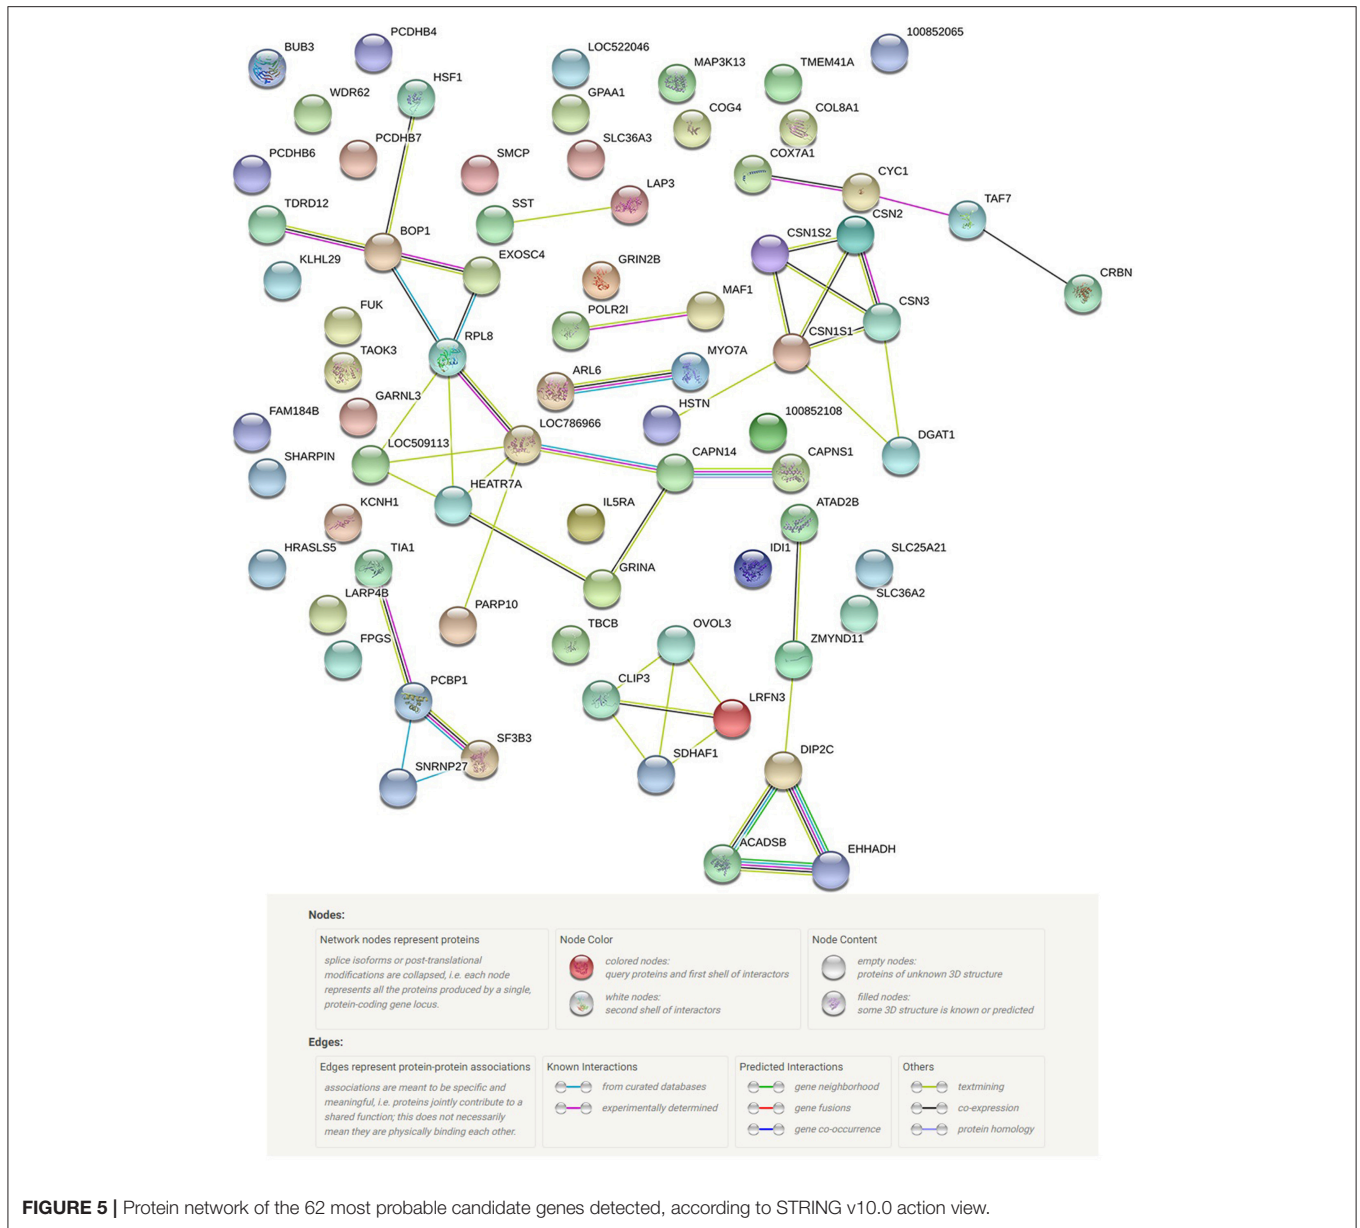 BUB3
PCDHB4
LOC522046
100852065
MAP3K13
TMEM41A
HSF1
WDR62
GPAA1
COG4
COL8A1
PCDHB7
SLC36A3
PCDHB6
SMCP
COX7A1
CYC1
LAP3
TDRD12
SST
TAF7
CSN2
BOP1
CSN1S2
EXOSC4
KLHL29
GRIN2B
CRBN
MAF1
FUK
POLR2I
CSN3
CSN1S1
RPL8
TAOK3
MYO7A
ARL6
GARNL3
HSTN
FAM184B
100852108
LOC786966
LOC509113
DGAT1
SHARPIN
CAPN14
CAPNS1
HEATR7A
KCNH1
IL5RA
ATAD2B
HRASLS5
TIA1
IDI1
SLC25A21
GRINA
LARP4B
SLC36A2
PARP10
TBCB
OVOL3
FPGS
ZMYND11
PCBP1
CLIP3
LRFN3
SF3B3
SDHAF1
DIP2C
SNRNP27
ACADSB
EHHADH
Nodes:
Network nodes represent proteins
splice isoforms or post-translational
modifications are collapsed, i.e. each node
represents all the proteins produced by a single,
protein-coding gene locus.
Node Color
colored nodes:
query proteins and first shell of interactors
white nodes:
second shell of interactors
Node Content
empty nodes:
proteins of unknown 3D structure
filled nodes:
some 3D structure is known or predicted
Edges:
Edges represent protein-protein associations
associations are meant to be specific and
meaningful, i.e. proteins jointly contribute to a
shared function; this does not necessarily
mean they are physically binding each other.
Known Interactions
from curated databases
experimentally determined
Predicted Interactions
gene neighborhood
gene fusions
gene co-occurrence
Others
textmining
co-expression
protein homology
FIGURE 5 | Protein network of the 62 most probable candidate genes detected, according to STRING v10.0 action view.